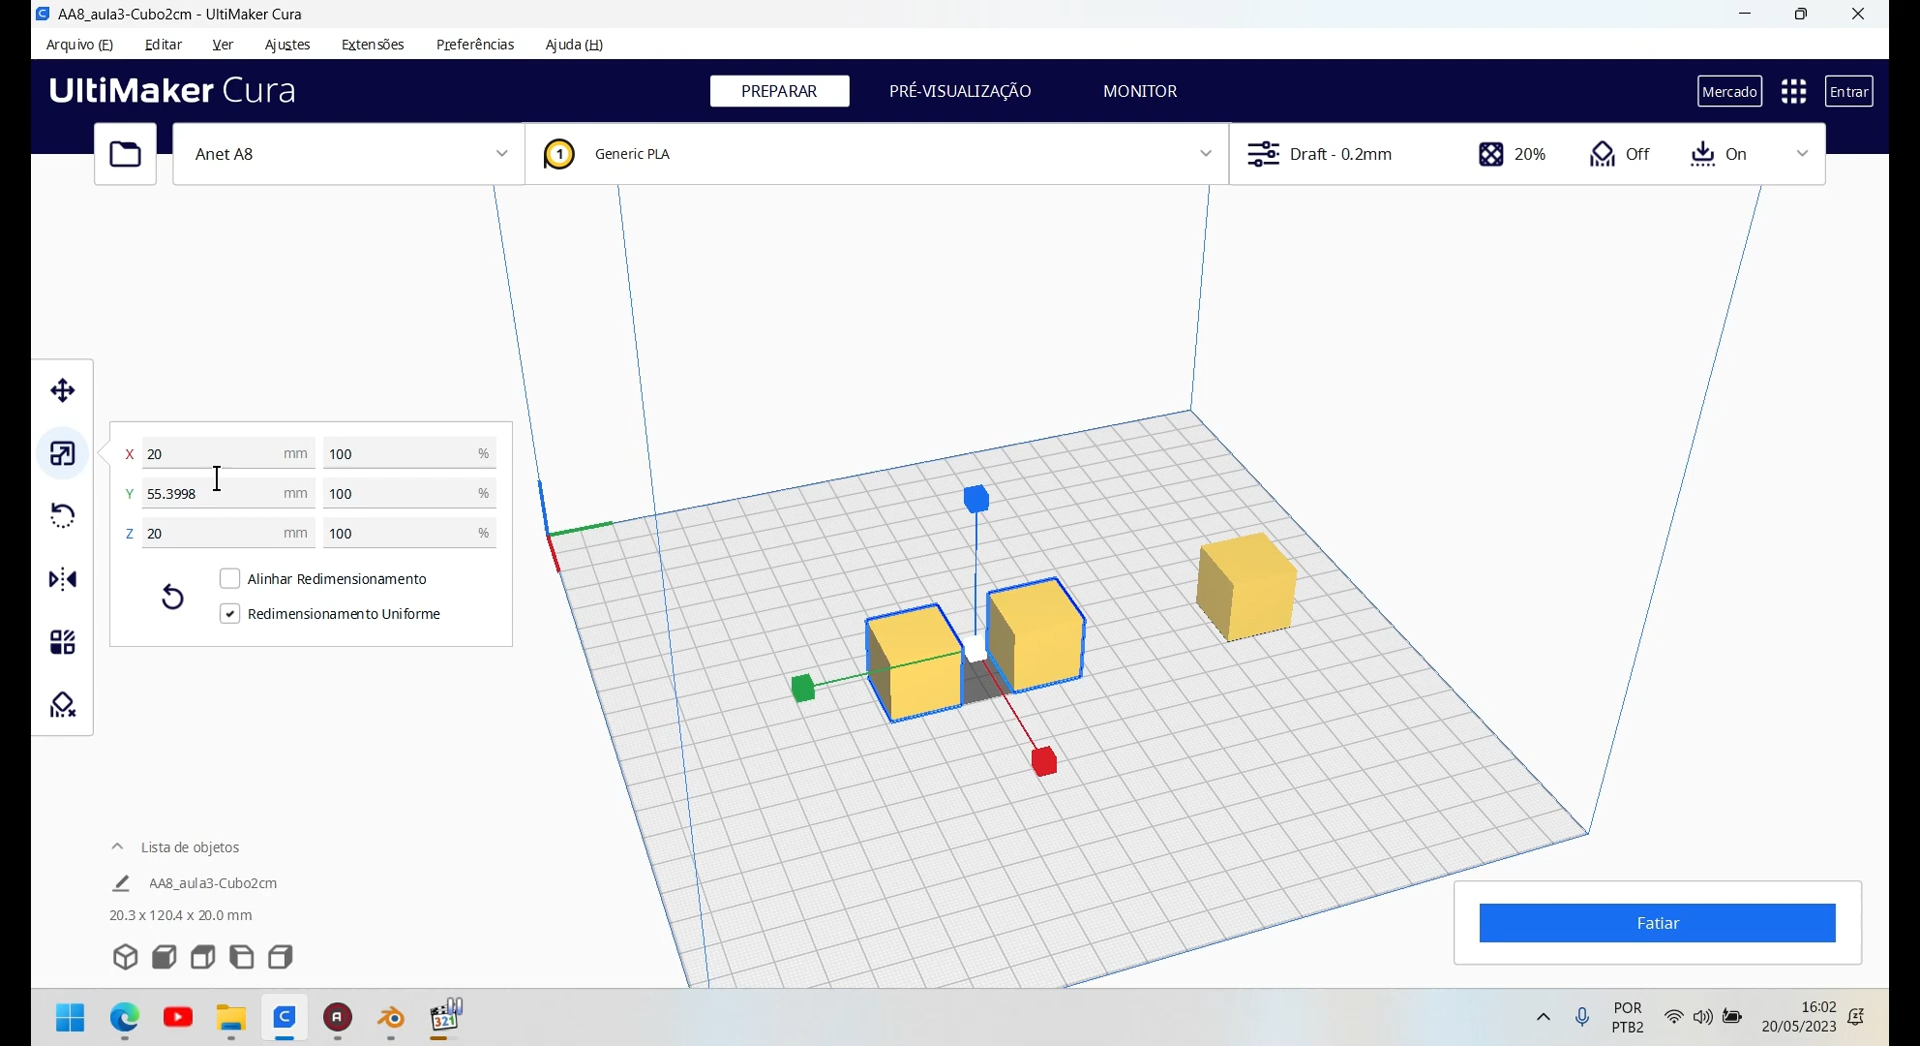 AA8_aula3-Cubo2cm - UltiMaker Cura
Arquivo (F) Editar Ver Ajustes Extensões Preferências Ajuda (H)
UltiMaker Cura
PREPARAR PRÉ-VISUALIZAÇÃO MONITOR
Mercado Entrar
Anet A8
1 Generic PLA
Draft - 0.2mm 20% Off On
X 20 mm 100 %
Y 55.3998 mm 100 %
Z 20 mm 100 %
Alinhar Redimensionamento
Redimensionamento Uniforme
Lista de objetos
AA8_aula3-Cubo2cm
20.3 x 120.4 x 20.0 mm
Fatiar
C A 321
POR
PTB2
16:02
20/05/2023